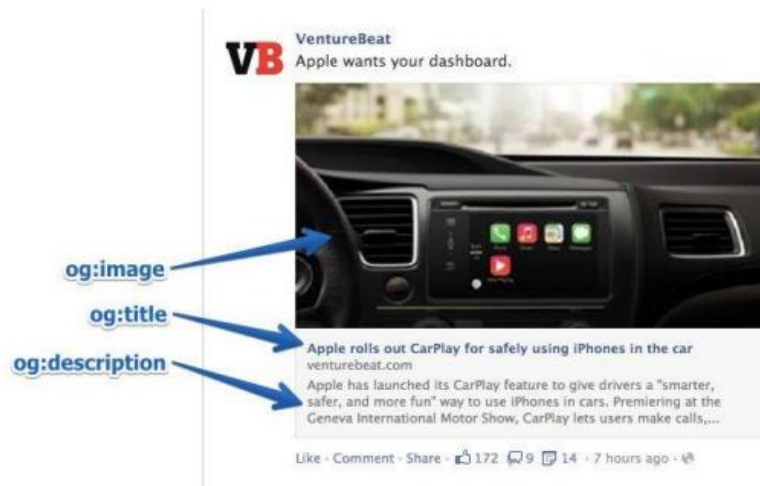 VB
VentureBeat
Apple wants your dashboard.
og:image
og:title
Apple rolls out CarPlay for safely using iPhones in the car
venturebeat.com
og:description
Apple has launched its CarPlay feature to give drivers a "smarter,
safer, and more fun" way to use iPhones in cars. Premiering at the
Geneva International Motor Show, CarPlay lets users make calls,...
Like · Comment · Share · 172 9 14 · 7 hours ago ·